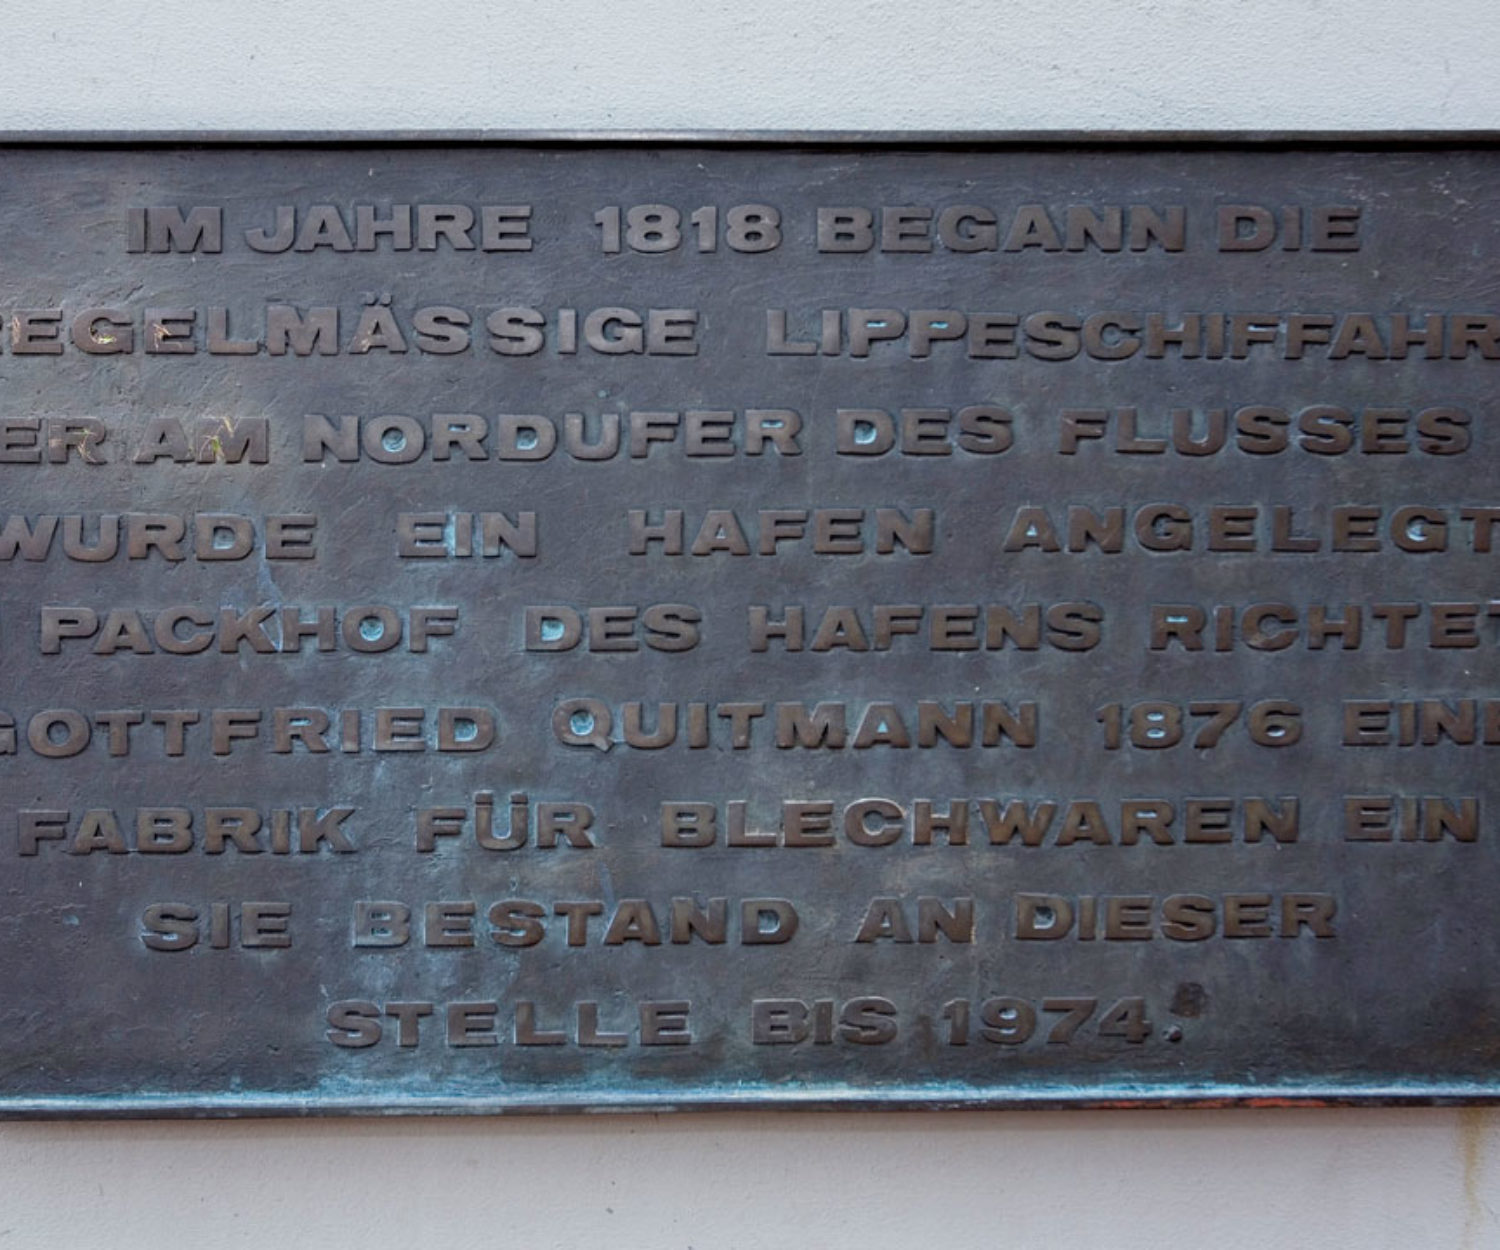 IM JAHRE 1818 BEGANN DIE
REGELMÄSSIGE LIPPESCHIFFAHR
ER AM NORDUFER DES FLUSSES
WURDE EIN HAFEN ANGELEGT
PACKHOF DES HAFENS RICHTET
GOTTFRIED QUITMANN 1876 EINE
FABRIK FÜR BLECHWAREN EIN
SIE BESTAND AN DIESER
STELLE BIS 1974.